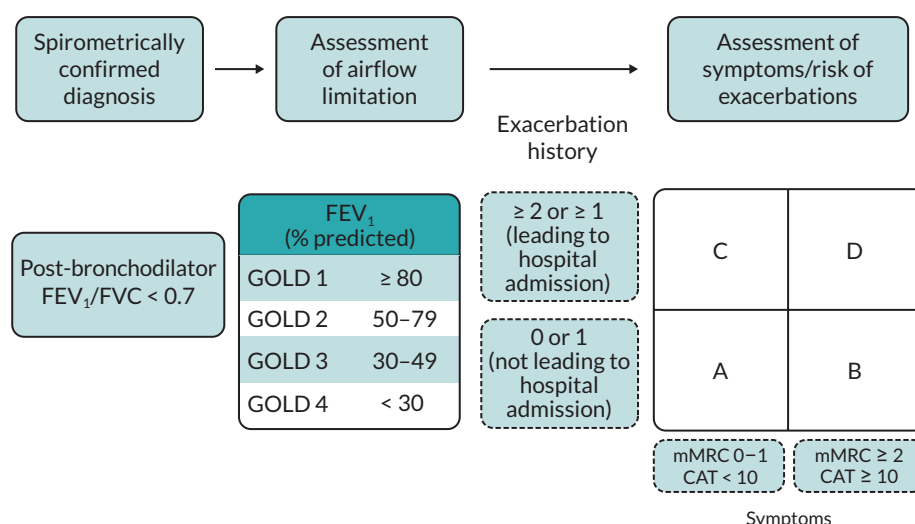 Spirometrically
confirmed
diagnosis
Assessment
of airflow
limitation
Assessment of
symptoms/risk of
exacerbations
Exacerbation
history
Post-bronchodilator
FEV₁/FVC < 0.7
FEV₁
(% predicted)
GOLD 1 ≥ 80
GOLD 2 50–79
GOLD 3 30–49
GOLD 4 < 30
≥ 2 or ≥ 1
(leading to
hospital
admission)
0 or 1
(not leading to
hospital
admission)
C D
A B
mMRC 0–1
CAT < 10
mMRC ≥ 2
CAT ≥ 10
Symptoms